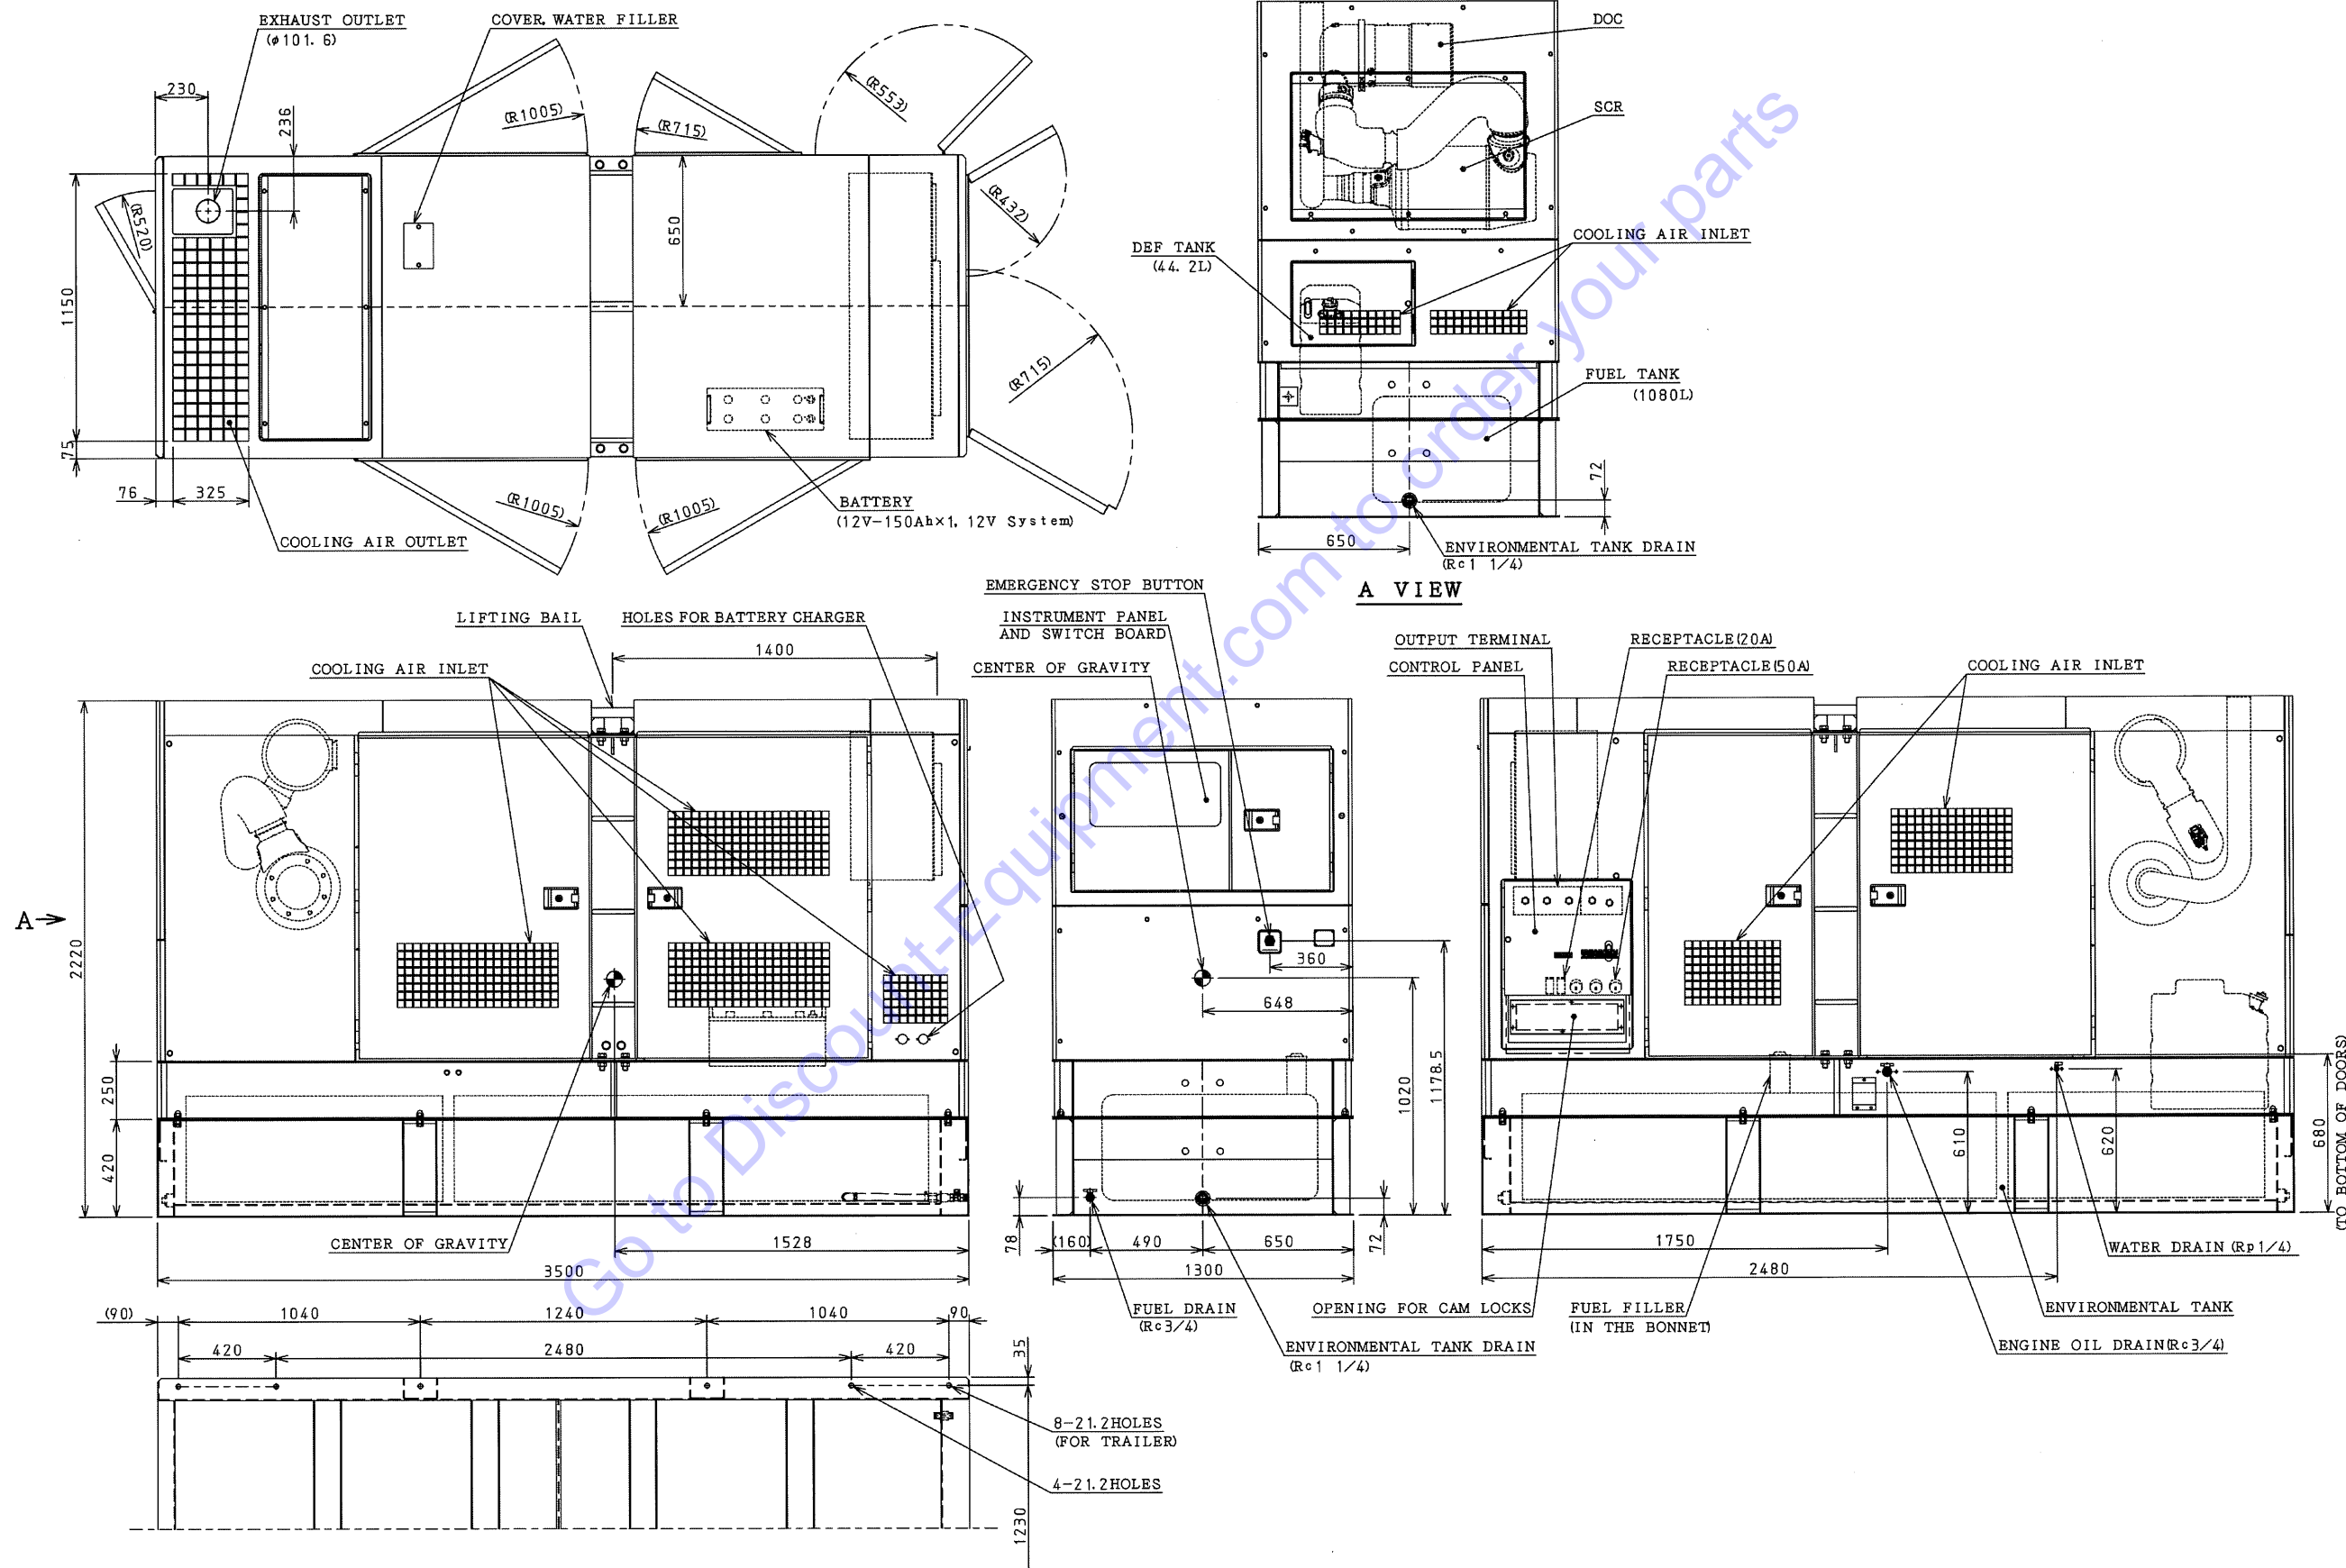 EXHAUST OUTLET
(φ101.6)
COVER, WATER FILLER
230
236
(R1005)
(R715)
(R553)
(R432)
(R520)
650
1150
75
76
325
(R715)
(R1005)
(R1005)
BATTERY
(12V-150Ah×1, 12V System)
COOLING AIR OUTLET
DOC
SCR
COOLING AIR INLET
DEF TANK
(44.2L)
FUEL TANK
(1080L)
72
650
ENVIRONMENTAL TANK DRAIN
(Rc1 1/4)
A VIEW
LIFTING BAIL
HOLES FOR BATTERY CHARGER
COOLING AIR INLET
1400
A
2220
250
420
CENTER OF GRAVITY
1528
3500
EMERGENCY STOP BUTTON
INSTRUMENT PANEL
AND SWITCH BOARD
CENTER OF GRAVITY
360
648
1020
1178.5
78
(160)
490
650
72
1300
FUEL DRAIN
(Rc3/4)
ENVIRONMENTAL TANK DRAIN
(Rc1 1/4)
OUTPUT TERMINAL
CONTROL PANEL
RECEPTACLE(20A)
RECEPTACLE(50A)
COOLING AIR INLET
610
620
680
(TO BOTTOM OF DOORS)
1750
2480
WATER DRAIN (Rp1/4)
OPENING FOR CAM LOCKS
FUEL FILLER
(IN THE BONNET)
ENVIRONMENTAL TANK
ENGINE OIL DRAIN(Rc3/4)
(90)
1040
1240
1040
90
420
2480
420
35
8-21.2HOLES
(FOR TRAILER)
4-21.2HOLES
1230
Go to Discount-Equipment.com to order your parts